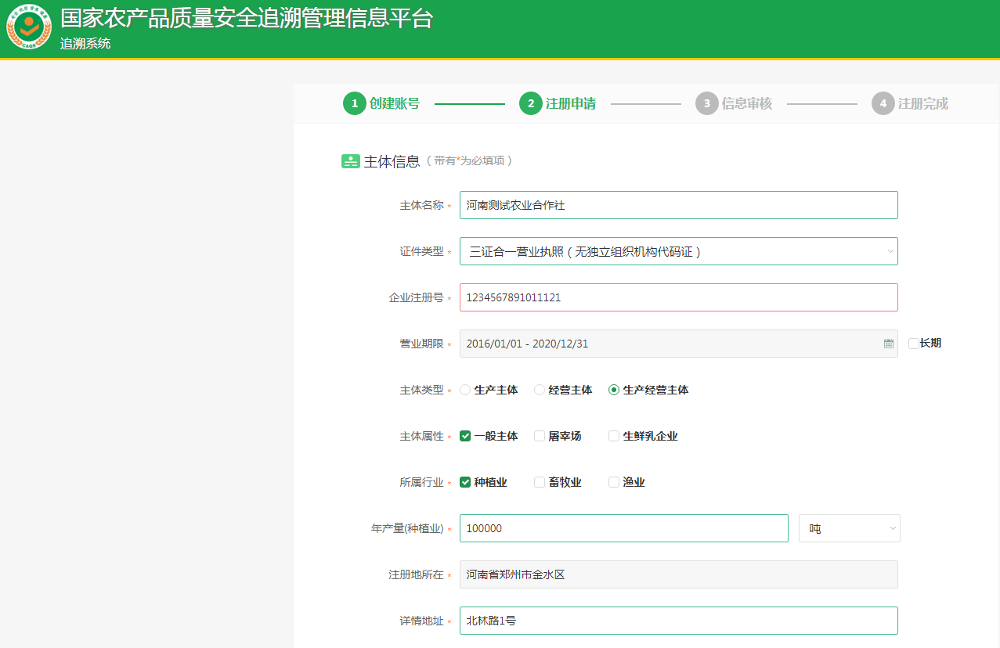 国家农产品质量安全追溯管理信息平台
追溯系统
CAQS
1 创建账号 2 注册申请 3 信息审核 4 注册完成
主体信息（带有*为必填项）
主体名称 * 河南测试农业合作社
证件类型 * 三证合一营业执照（无独立组织机构代码证）
企业注册号 * 1234567891011121
营业期限 * 2016/01/01 - 2020/12/31 长期
主体类型 * 生产主体 经营主体 生产经营主体
主体属性 * 一般主体 屠宰场 生鲜乳企业
所属行业 * 种植业 畜牧业 渔业
年产量(种植业) * 100000 吨
注册地所在 * 河南省郑州市金水区
详情地址 * 北林路1号